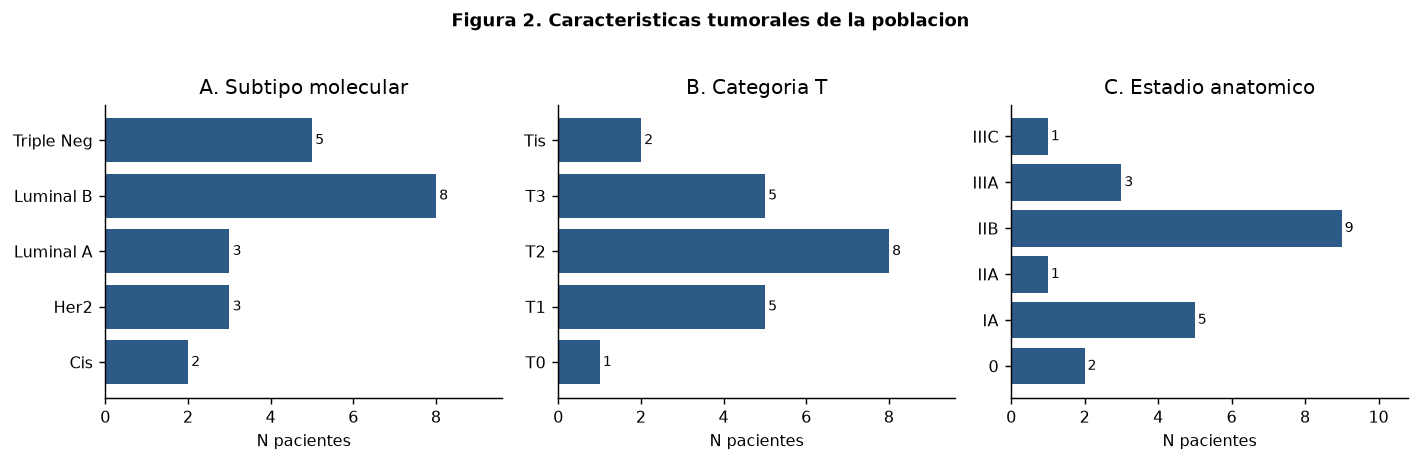 Figura 2. Caracteristicas tumorales de la poblacion
A. Subtipo molecular
Triple Neg 5
Luminal B 8
Luminal A 3
Her2 3
Cis 2
0 2 4 6 8
N pacientes
B. Categoria T
Tis 2
T3 5
T2 8
T1 5
T0 1
0 2 4 6 8
N pacientes
C. Estadio anatomico
IIIC 1
IIIA 3
IIB 9
IIA 1
IA 5
0 2
0 2 4 6 8 10
N pacientes